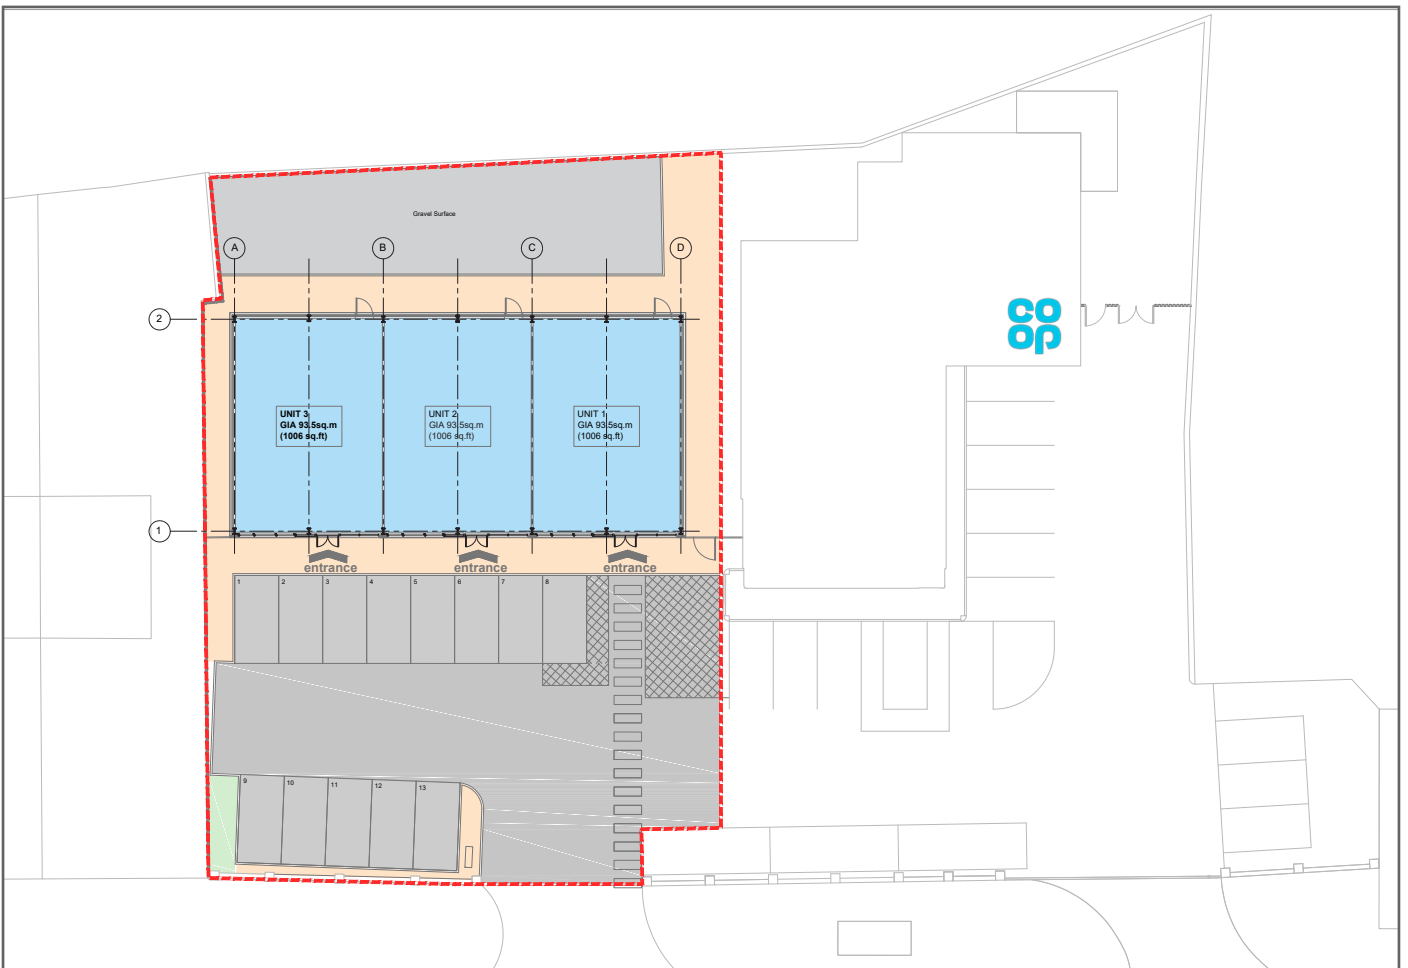 Gravel Surface
A
B
C
D
2
co
op
UNIT 3
GIA 93.5sq.m
(1006 sq.ft)
UNIT 2
GIA 93.5sq.m
(1006 sq.ft)
UNIT 1
GIA 93.5sq.m
(1006 sq.ft)
1
entrance
entrance
entrance
1
2
3
4
5
6
7
8
9
10
11
12
13